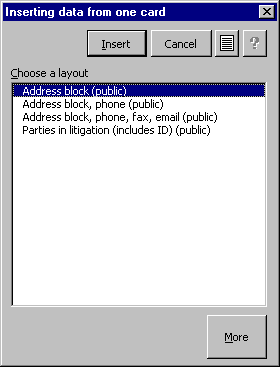 Inserting data from one card
Insert
Cancel
?
Choose a layout
Address block (public)
Address block, phone (public)
Address block, phone, fax, email (public)
Parties in litigation (includes ID) (public)
More